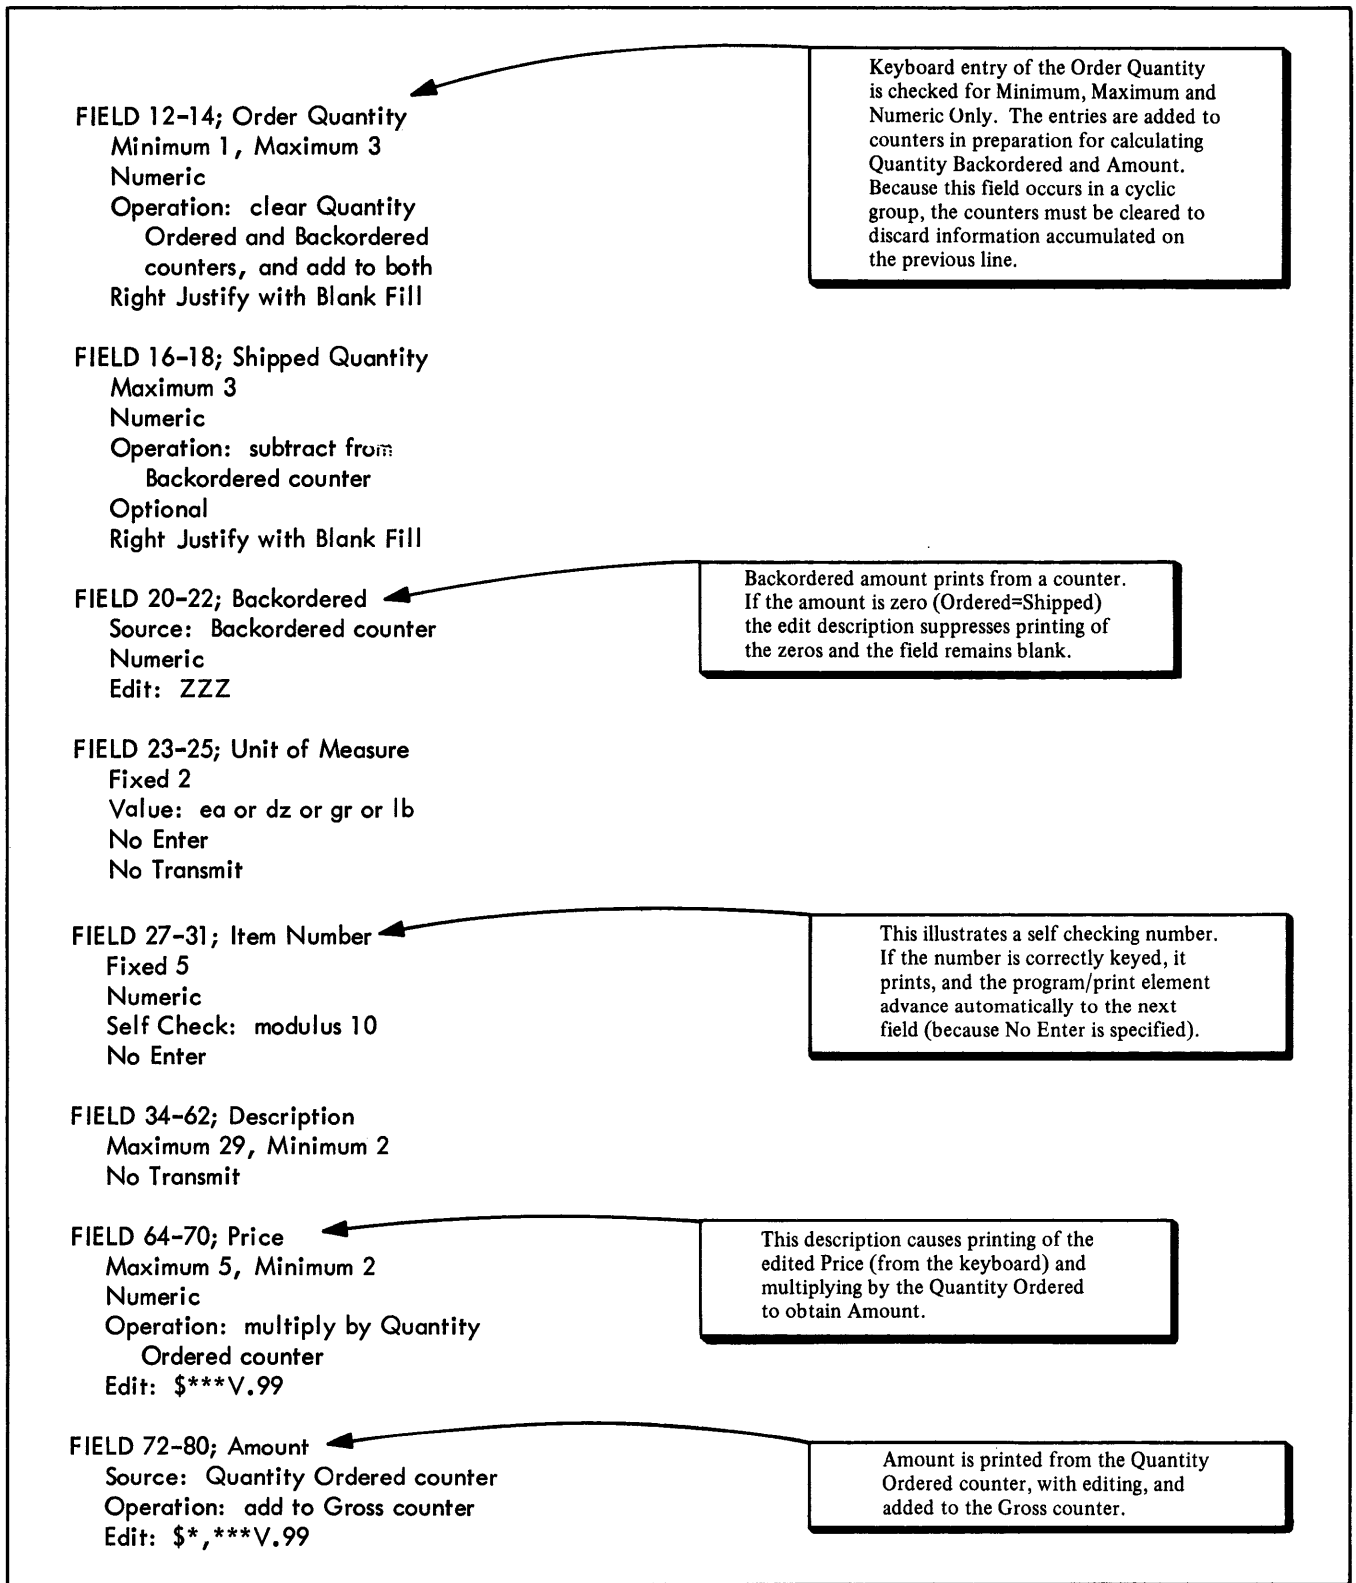 Keyboard entry of the Order Quantity
is checked for Minimum, Maximum and
Numeric Only. The entries are added to
counters in preparation for calculating
Quantity Backordered and Amount.
Because this field occurs in a cyclic
group, the counters must be cleared to
discard information accumulated on
the previous line.
FIELD 12-14; Order Quantity
Minimum 1, Maximum 3
Numeric
Operation: clear Quantity
Ordered and Backordered
counters, and add to both
Right Justify with Blank Fill
FIELD 16-18; Shipped Quantity
Maximum 3
Numeric
Operation: subtract from
Backordered counter
Optional
Right Justify with Blank Fill
Backordered amount prints from a counter.
If the amount is zero (Ordered=Shipped)
the edit description suppresses printing of
the zeros and the field remains blank.
FIELD 20-22; Backordered
Source: Backordered counter
Numeric
Edit: ZZZ
FIELD 23-25; Unit of Measure
Fixed 2
Value: ea or dz or gr or lb
No Enter
No Transmit
This illustrates a self checking number.
If the number is correctly keyed, it
prints, and the program/print element
advance automatically to the next
field (because No Enter is specified).
FIELD 27-31; Item Number
Fixed 5
Numeric
Self Check: modulus 10
No Enter
FIELD 34-62; Description
Maximum 29, Minimum 2
No Transmit
This description causes printing of the
edited Price (from the keyboard) and
multiplying by the Quantity Ordered
to obtain Amount.
FIELD 64-70; Price
Maximum 5, Minimum 2
Numeric
Operation: multiply by Quantity
Ordered counter
Edit: $***V.99
Amount is printed from the Quantity
Ordered counter, with editing, and
added to the Gross counter.
FIELD 72-80; Amount
Source: Quantity Ordered counter
Operation: add to Gross counter
Edit: $*,***V.99